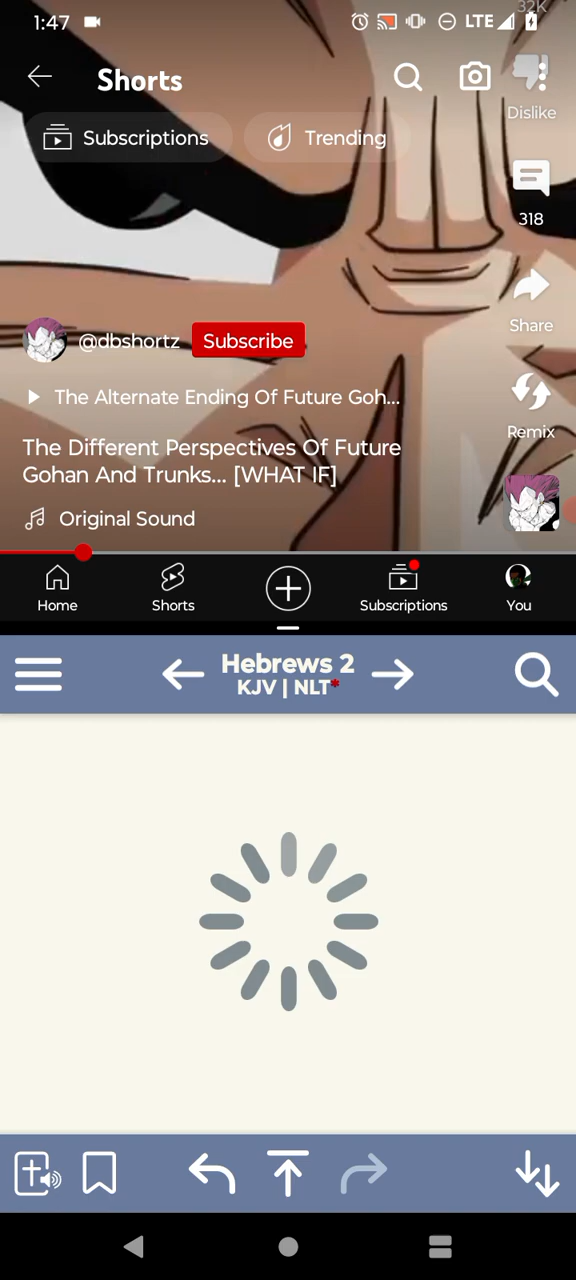 32K
1:47
LTE
Shorts
Dislike
Subscriptions
Trending
318
Share
@dbshortz
Subscribe
The Alternate Ending Of Future Goh...
Remix
The Different Perspectives Of Future
Gohan And Trunks... [WHAT IF]
Original Sound
Home
Shorts
Subscriptions
You
Hebrews 2
KJV | NLT*